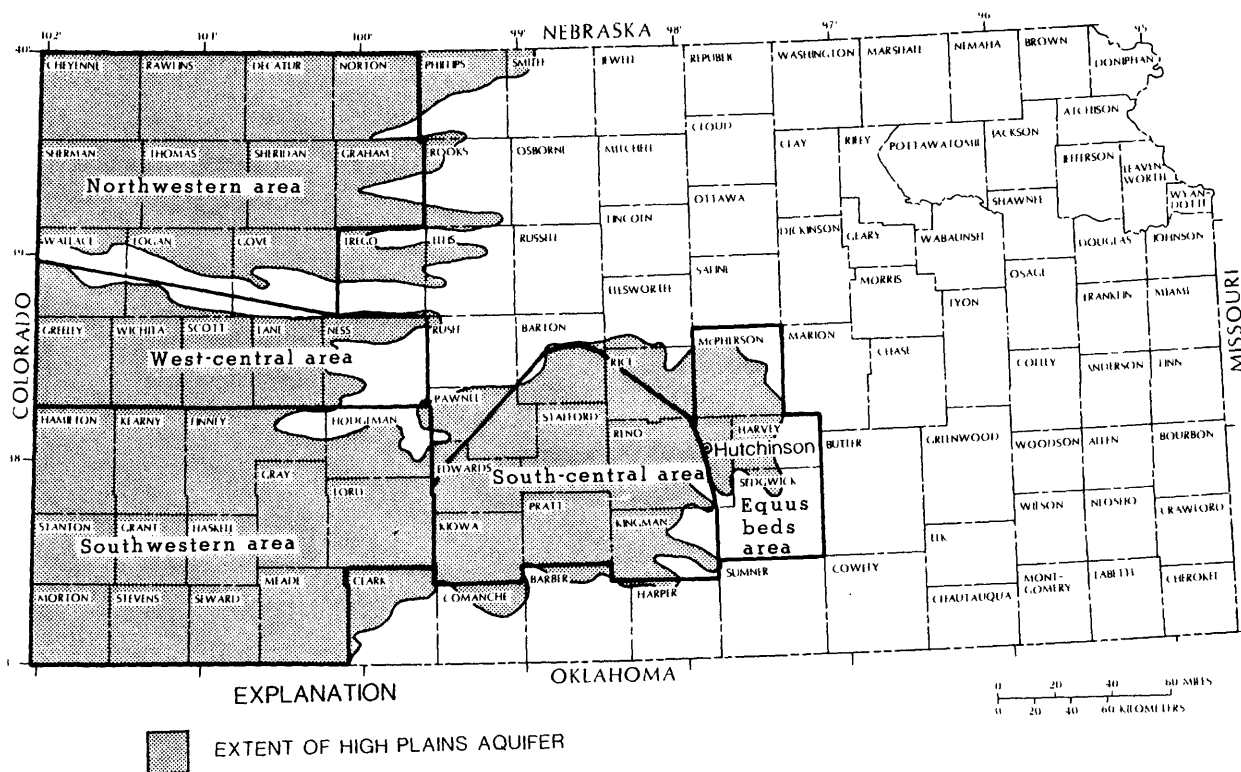 102° 101° 100° 99° NEBRASKA 98° 97° 96 95
40°
CHEYENNE RAWLINS DECATUR NORTON PHILLIPS SMITH JEWELL REPUBLIC WASHINGTON MARSHALL NEMAHA BROWN DONIPHAN
CLOUD ATCHISON
SHERMAN THOMAS SHERIDAN GRAHAM ROOKS OSBORNE MITCHELL CLAY RILEY POTTAWATOMIE JACKSON JEFFERSON LEAVEN WORTH WYAN- DOTTE
Northwestern area
OTTAWA SHAWNEE
LINCOLN DICKINSON
WALLACE LOGAN GOVE TREGO ELLIS RUSSELL GEARY WABAUNSEE DOUGLAS JOHNSON
39
SALINE MORRIS OSAGE
ELLSWORTH LYON FRANKLIN MIAMI
GREELEY WICHITA SCOTT LANE NESS RUSH BARTON McPHERSON MARION
COLORADO
MISSOURI
West-central area
RICE CHASE COFFEY ANDERSON LINN
PAWNEE
HAMILTON KEARNY FINNEY HODGEMAN STAFFORD RENO HARVEY BUTLER GREENWOOD WOODSON ALLEN BOURBON
Hutchinson
38
GRAY EDWARDS South-central area SEDGWICK
FORD PRATT Equus
beds
area
STANTON GRANT HASKELL KIOWA KINGMAN WILSON NEOSHO CRAWFORD
Southwestern area
ELK
MEADE CLARK BARBER SUMNER COWLEY
MORTON STEVENS SEWARD COMANCHE HARPER CHAUTAUQUA MONT- GOMERY LABETTE CHEROKEE
OKLAHOMA
EXPLANATION
0 20 40 60 MILES
0 20 40 60 KILOMETERS
EXTENT OF HIGH PLAINS AQUIFER